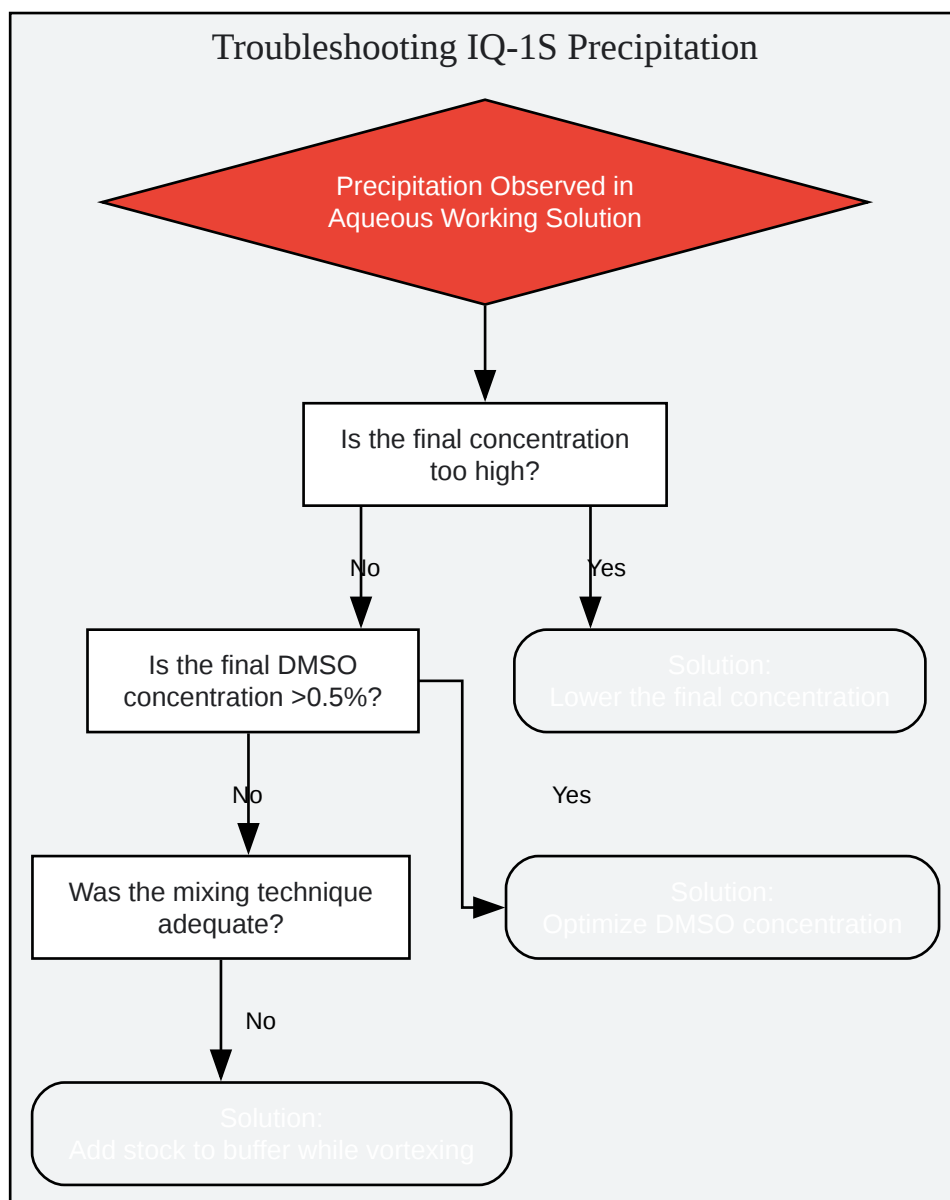 Troubleshooting IQ-1S Precipitation
Precipitation Observed in
Aqueous Working Solution
Is the final concentration
too high?
No
Yes
Is the final DMSO
concentration >0.5%?
Solution:
Lower the final concentration
No
Yes
Was the mixing technique
adequate?
Solution:
Optimize DMSO concentration
No
Solution:
Add stock to buffer while vortexing